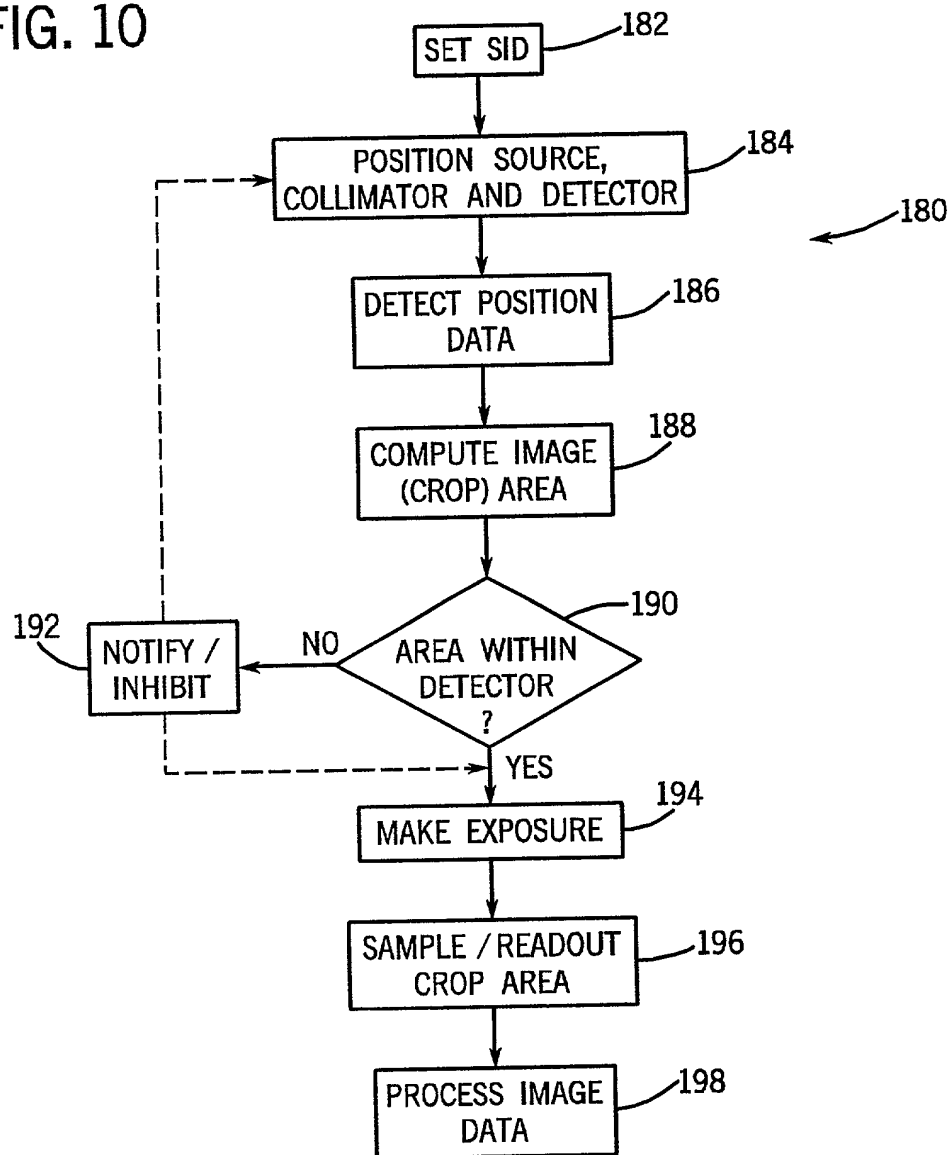 FIG. 10
SET SID
182
POSITION SOURCE,
COLLIMATOR AND DETECTOR
184
180
DETECT POSITION
DATA
186
COMPUTE IMAGE
(CROP) AREA
188
190
AREA WITHIN
DETECTOR
?
NO
192
NOTIFY /
INHIBIT
YES
MAKE EXPOSURE
194
SAMPLE / READOUT
CROP AREA
196
PROCESS IMAGE
DATA
198